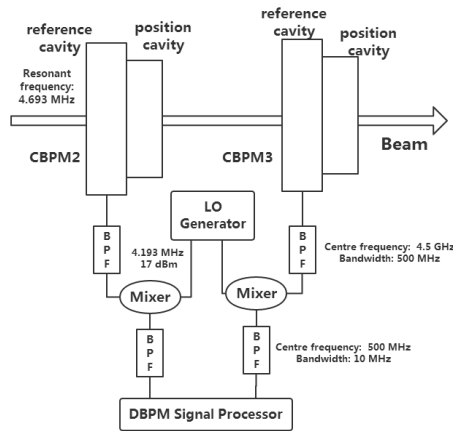 reference
cavity
position
cavity
reference
cavity
position
cavity
Resonant
frequency:
4.693 MHz
Beam
CBPM2
CBPM3
LO
Generator
B
P
F
4.193 MHz
17 dBm
B
P
F
Centre frequency: 4.5 GHz
Bandwidth: 500 MHz
Mixer
Mixer
B
P
F
B
P
F
Centre frequency: 500 MHz
Bandwidth: 10 MHz
DBPM Signal Processor